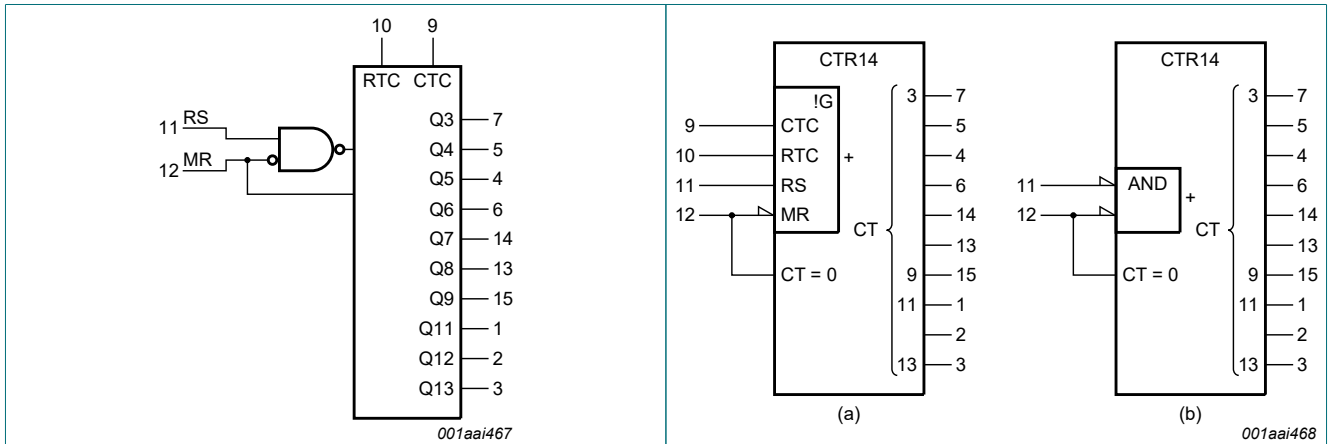 10 9
RTC CTC
11 RS
12 MR
Q3 7
Q4 5
Q5 4
Q6 6
Q7 14
Q8 13
Q9 15
Q11 1
Q12 2
Q13 3
001aai467
CTR14
!G
9 CTC
10 RTC
11 RS
12 MR
+
CT = 0
CT
3 7
5
4
6
14
13
9 15
11 1
2
13 3
(a)
CTR14
11 AND
12
+
CT = 0
CT
3 7
5
4
6
14
13
9 15
11 1
2
13 3
(b)
001aai468